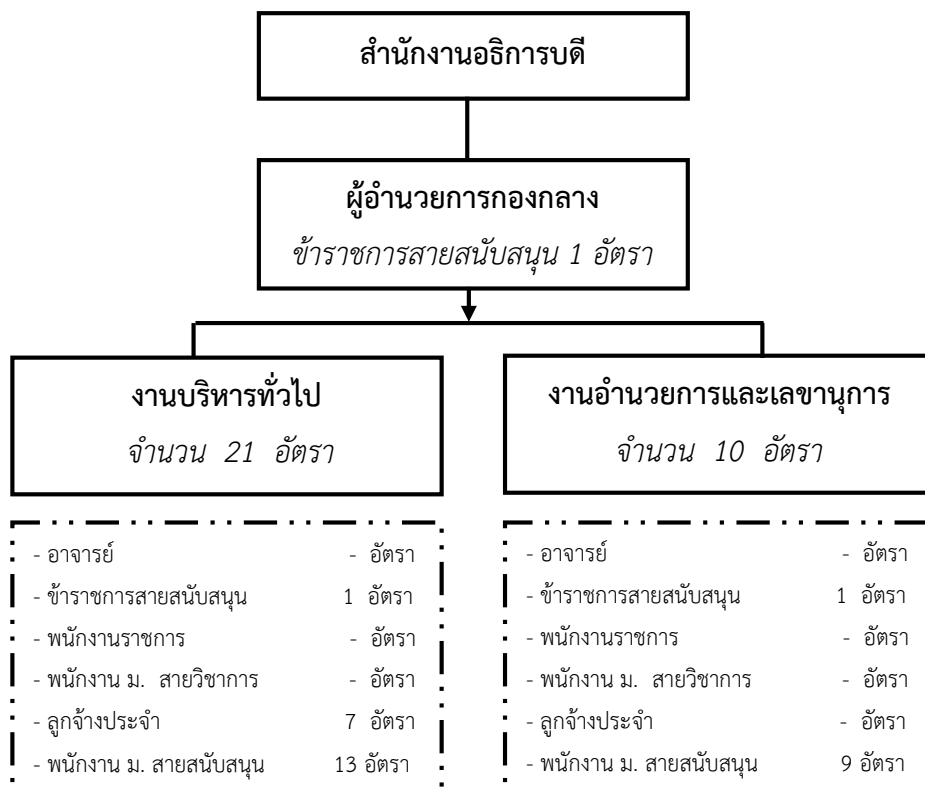 สำนักงานอธิการบดี
ผู้อำนวยการกองกลาง
ข้าราชการสายสนับสนุน 1 อัตรา
งานบริหารทั่วไป
จำนวน 21 อัตรา
งานอำนวยการและเลขานุการ
จำนวน 10 อัตรา
- อาจารย์ - อัตรา
- ข้าราชการสายสนับสนุน 1 อัตรา
- พนักงานราชการ - อัตรา
- พนักงาน ม. สายวิชาการ - อัตรา
- ลูกจ้างประจำ 7 อัตรา
- พนักงาน ม. สายสนับสนุน 13 อัตรา
- อาจารย์ - อัตรา
- ข้าราชการสายสนับสนุน 1 อัตรา
- พนักงานราชการ - อัตรา
- พนักงาน ม. สายวิชาการ - อัตรา
- ลูกจ้างประจำ - อัตรา
- พนักงาน ม. สายสนับสนุน 9 อัตรา